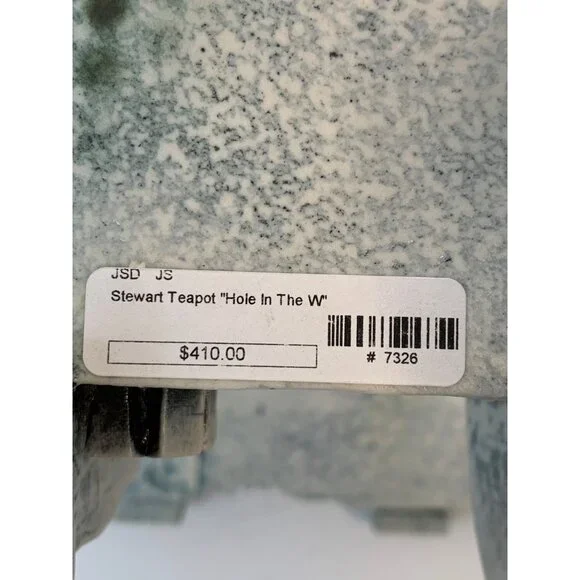 JSD JS
Stewart Teapot "Hole In The W"
$410.00
# 7326